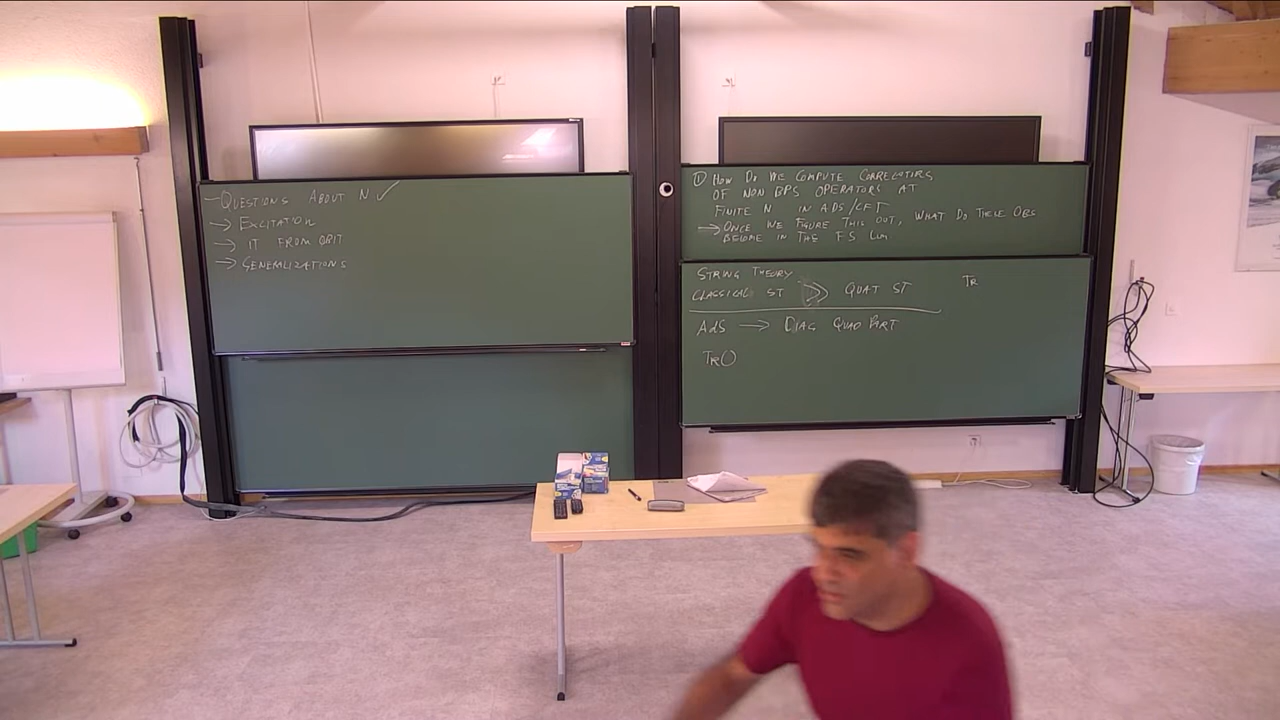 - QUESTIONS ABOUT N ✓
→ EXCITATION
→ IT FROM QBIT
→ GENERALIZATIONS
① HOW DO WE COMPUTE CORRELATORS
OF NON BPS OPERATORS AT
FINITE N IN ADS/CFT
→ ONCE WE FIGURE THIS OUT, WHAT DO THESE OBS
BECOME IN THE F S LIM.
STRING THEORY
CLASSICAL ST >> QUAT ST TR
AdS → DIAG QUAD PART
TR()